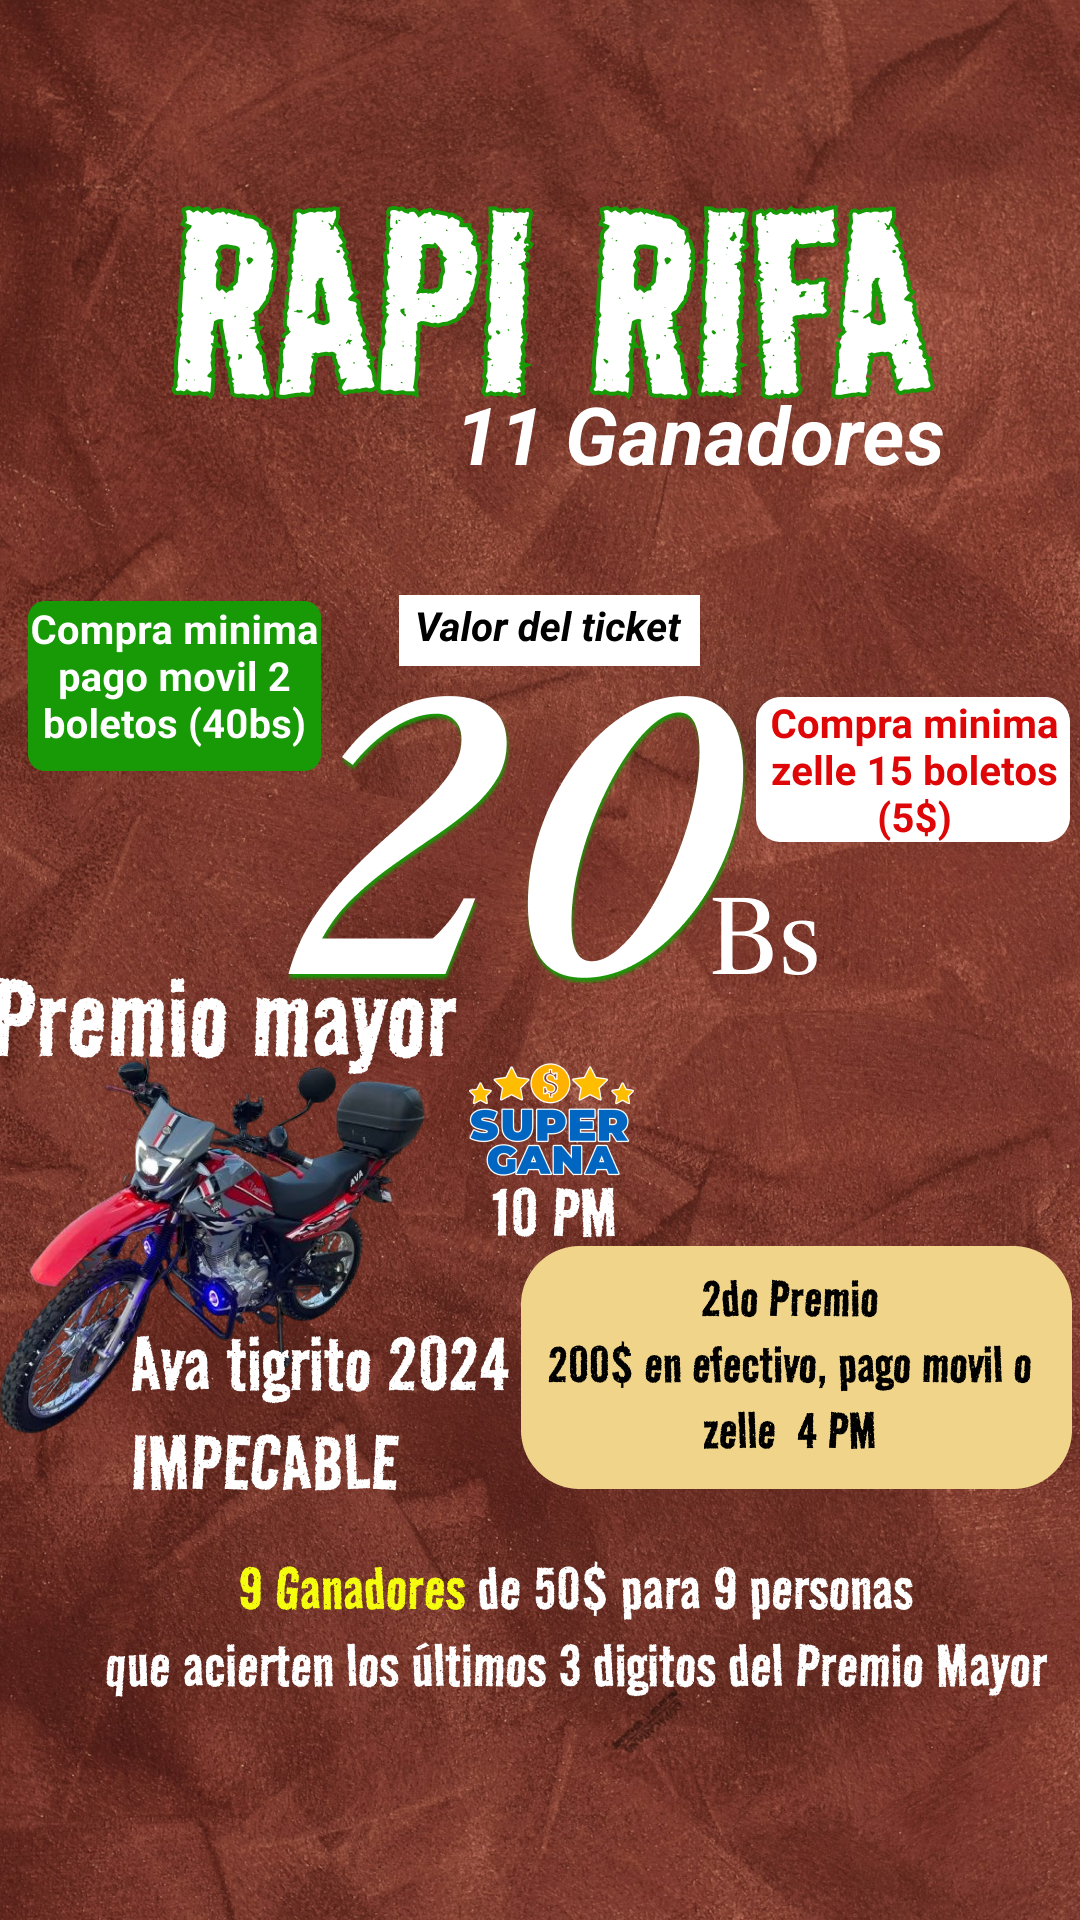 RAPI RIFA
11 Ganadores
Valor del ticket
Compra minima
pago movil 2
boletos (40bs)
20 Bs
Compra minima
zelle 15 boletos
(5$)
Premio mayor
AVA
$
SUPER
GANA
10 PM
Ava tigrito 2024
IMPECABLE
2do Premio
200$ en efectivo, pago movil o
zelle 4 PM
9 Ganadores de 50$ para 9 personas
que acierten los últimos 3 digitos del Premio Mayor